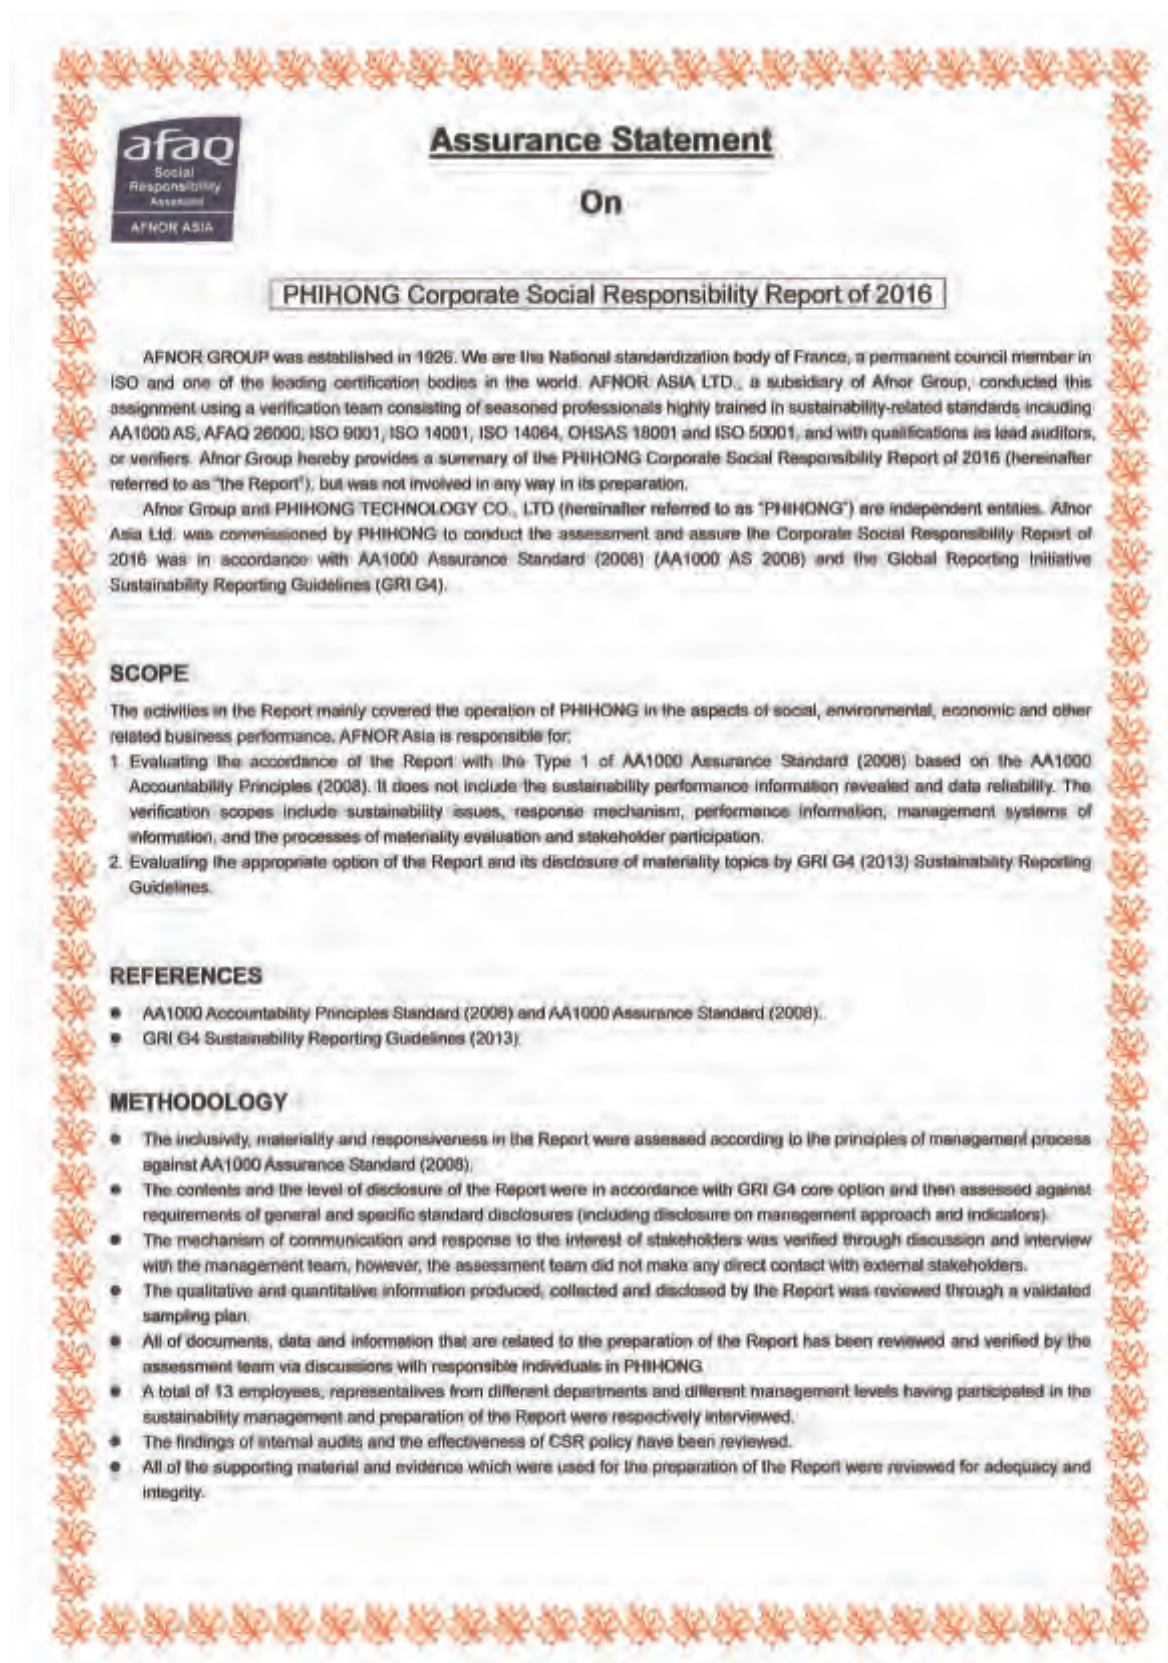 afaq
Social
Responsibility
Assessed
AFNOR ASIA
Assurance Statement
On
PHIHONG Corporate Social Responsibility Report of 2016
AFNOR GROUP was established in 1926. We are the National standardization body of France, a permanent council member in
ISO and one of the leading certification bodies in the world. AFNOR ASIA LTD., a subsidiary of Afnor Group, conducted this
assignment using a verification team consisting of seasoned professionals highly trained in sustainability-related standards including
AA1000 AS, AFAQ 26000, ISO 9001, ISO 14001, ISO 14064, OHSAS 18001 and ISO 50001, and with qualifications as lead auditors,
or verifiers. Afnor Group hereby provides a summary of the PHIHONG Corporate Social Responsibility Report of 2016 (hereinafter
referred to as "the Report"), but was not involved in any way in its preparation.
Afnor Group and PHIHONG TECHNOLOGY CO., LTD (hereinafter referred to as "PHIHONG") are independent entities. Afnor
Asia Ltd. was commissioned by PHIHONG to conduct the assessment and assure the Corporate Social Responsibility Report of
2016 was in accordance with AA1000 Assurance Standard (2008) (AA1000 AS 2008) and the Global Reporting Initiative
Sustainability Reporting Guidelines (GRI G4).
SCOPE
The activities in the Report mainly covered the operation of PHIHONG in the aspects of social, environmental, economic and other
related business performance. AFNOR Asia is responsible for:
1. Evaluating the accordance of the Report with the Type 1 of AA1000 Assurance Standard (2008) based on the AA1000
Accountability Principles (2008). It does not include the sustainability performance information revealed and data reliability. The
verification scopes include sustainability issues, response mechanism, performance information, management systems of
information, and the processes of materiality evaluation and stakeholder participation.
2. Evaluating the appropriate option of the Report and its disclosure of materiality topics by GRI G4 (2013) Sustainability Reporting
Guidelines.
REFERENCES
● AA1000 Accountability Principles Standard (2008) and AA1000 Assurance Standard (2008).
● GRI G4 Sustainability Reporting Guidelines (2013).
METHODOLOGY
● The inclusivity, materiality and responsiveness in the Report were assessed according to the principles of management process
against AA1000 Assurance Standard (2008).
● The contents and the level of disclosure of the Report were in accordance with GRI G4 core option and then assessed against
requirements of general and specific standard disclosures (including disclosure on management approach and indicators).
● The mechanism of communication and response to the interest of stakeholders was verified through discussion and interview
with the management team, however, the assessment team did not make any direct contact with external stakeholders.
● The qualitative and quantitative information produced, collected and disclosed by the Report was reviewed through a validated
sampling plan.
● All of documents, data and information that are related to the preparation of the Report has been reviewed and verified by the
assessment team via discussions with responsible individuals in PHIHONG
● A total of 13 employees, representatives from different departments and different management levels having participated in the
sustainability management and preparation of the Report were respectively interviewed.
● The findings of internal audits and the effectiveness of CSR policy have been reviewed.
● All of the supporting material and evidence which were used for the preparation of the Report were reviewed for adequacy and
integrity.